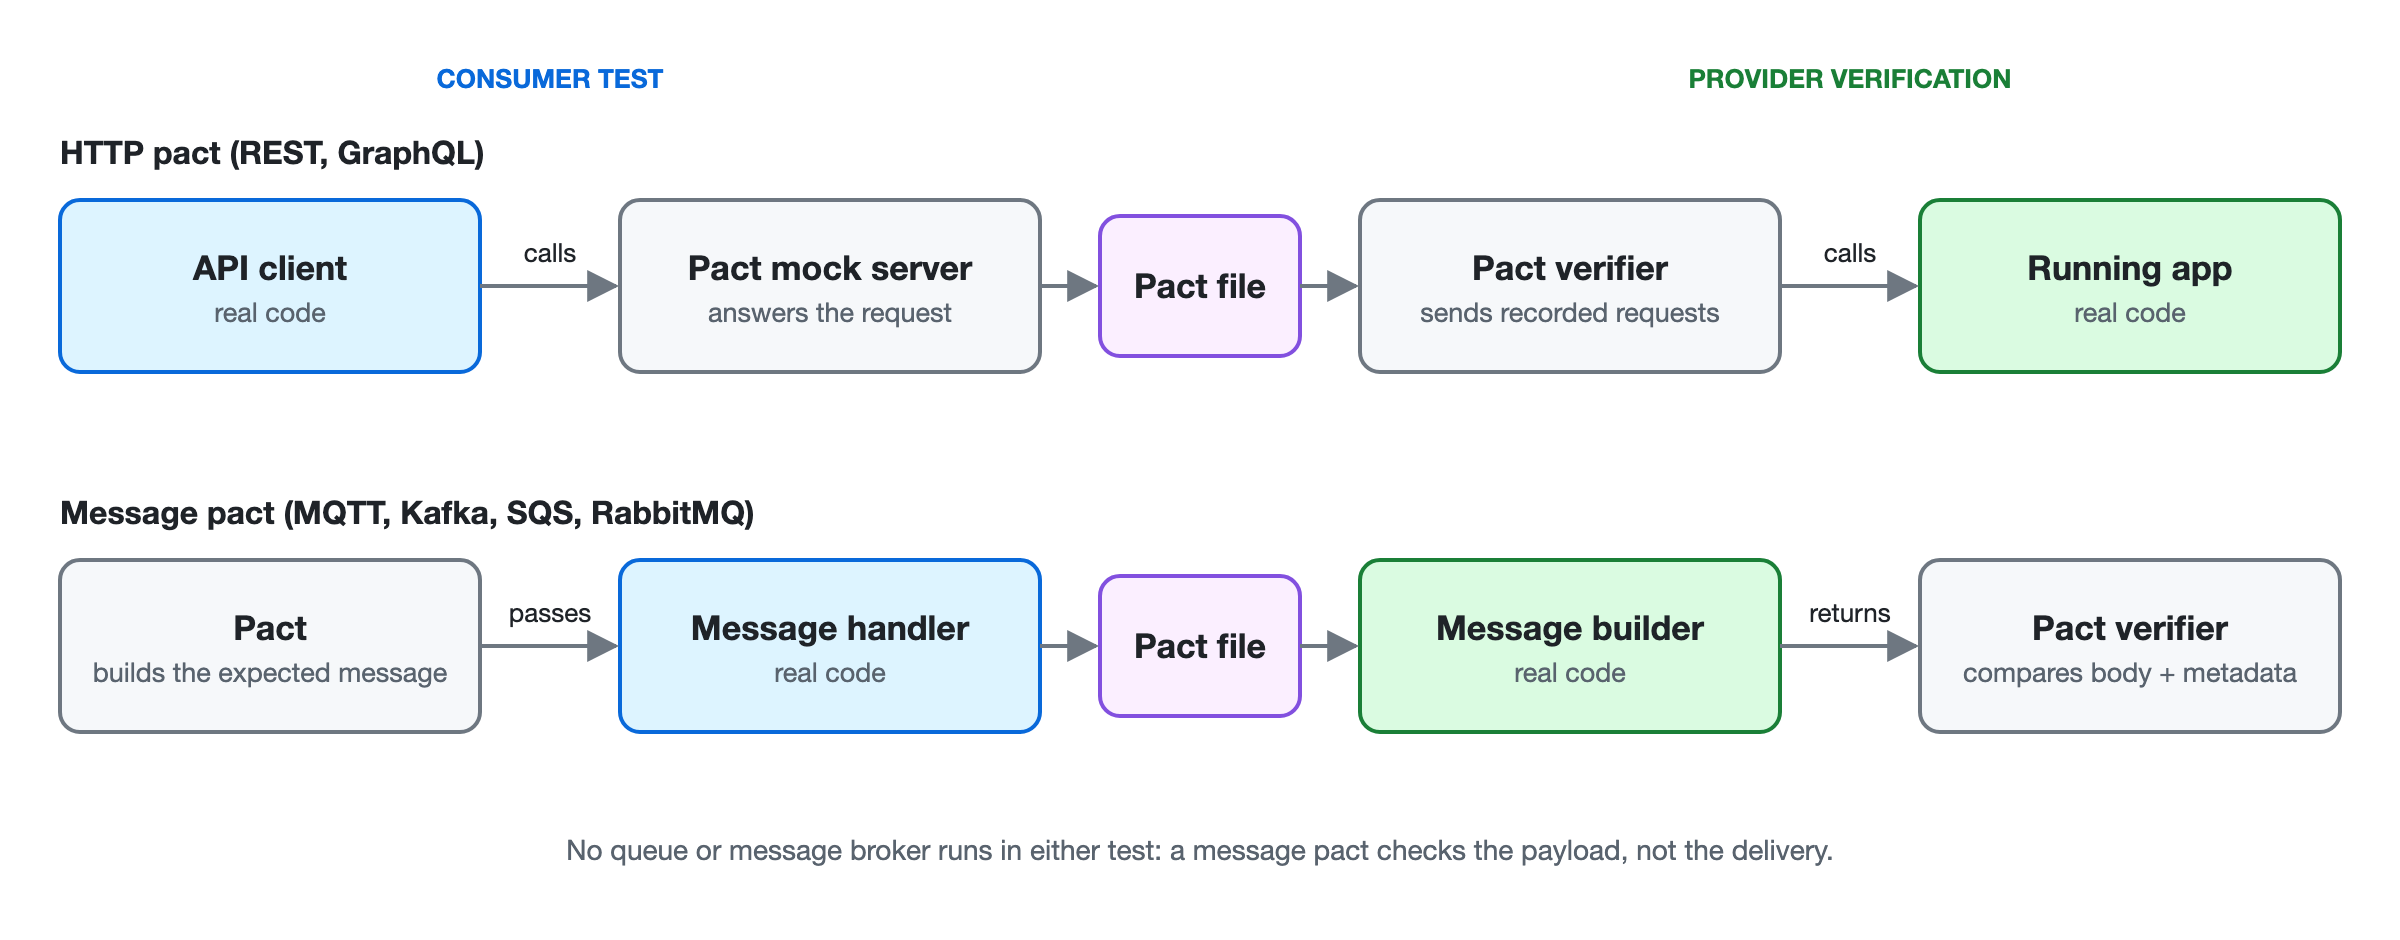 CONSUMER TEST
PROVIDER VERIFICATION
HTTP pact (REST, GraphQL)
API client
real code
calls
Pact mock server
answers the request
Pact file
Pact verifier
sends recorded requests
calls
Running app
real code
Message pact (MQTT, Kafka, SQS, RabbitMQ)
Pact
builds the expected message
passes
Message handler
real code
Pact file
Message builder
real code
returns
Pact verifier
compares body + metadata
No queue or message broker runs in either test: a message pact checks the payload, not the delivery.